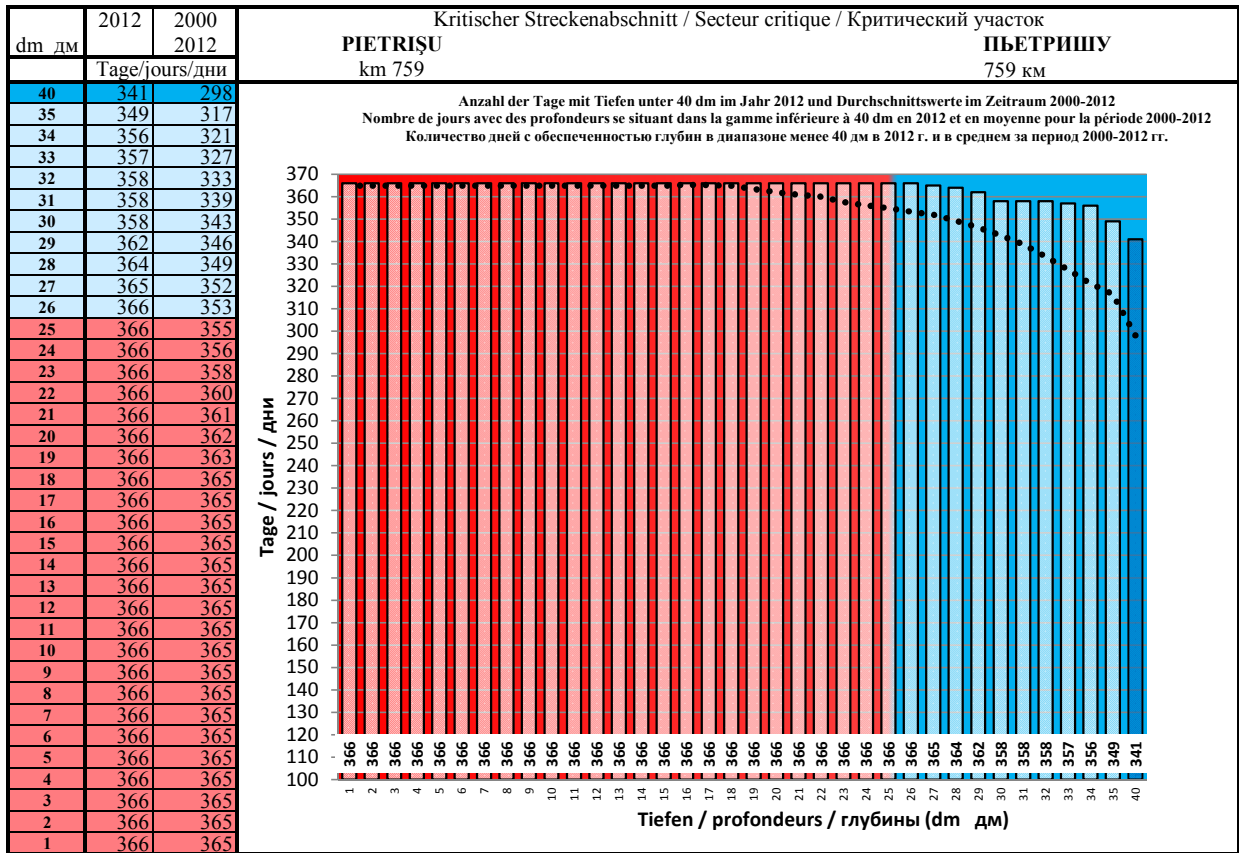 2012 2000 Kritischer Streckenabschnitt / Secteur critique / Критический участок
dm дм 2012 PIETRIŞU ПЬЕТРИШУ
Tage/jours/дни km 759 759 км
40 341 298
35 349 317
34 356 321
33 357 327
32 358 333
31 358 339
30 358 343
29 362 346
28 364 349
27 365 352
26 366 353
25 366 355
24 366 356
23 366 358
22 366 360
21 366 361
20 366 362
19 366 363
18 366 365
17 366 365
16 366 365
15 366 365
14 366 365
13 366 365
12 366 365
11 366 365
10 366 365
9 366 365
8 366 365
7 366 365
6 366 365
5 366 365
4 366 365
3 366 365
2 366 365
1 366 365
Anzahl der Tage mit Tiefen unter 40 dm im Jahr 2012 und Durchschnittswerte im Zeitraum 2000-2012
Nombre de jours avec des profondeurs se situant dans la gamme inférieure à 40 dm en 2012 et en moyenne pour la période 2000-2012
Количество дней с обеспеченностью глубин в диапазоне менее 40 дм в 2012 г. и в среднем за период 2000-2012 гг.
Tage / jours / дни
370
360
350
340
330
320
310
300
290
280
270
260
250
240
230
220
210
200
190
180
170
160
150
140
130
120
110
100
366 366 366 366 366 366 366 366 366 366 366 366 366 366 366 366 366 366 366 366 366 366 366 366 366 366 365 364 362 358 358 358 357 356 349 341
1 2 3 4 5 6 7 8 9 10 11 12 13 14 15 16 17 18 19 20 21 22 23 24 25 26 27 28 29 30 31 32 33 34 35 40
Tiefen / profondeurs / глубины (dm дм)